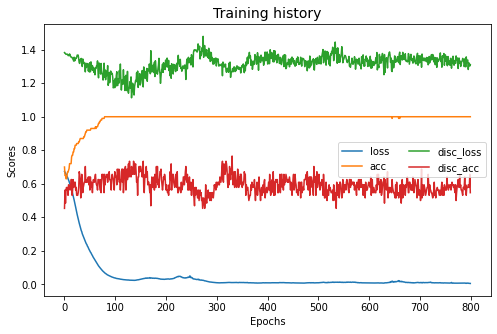 Training history
Scores
1.4
1.2
1.0
0.8
0.6
0.4
0.2
0.0
loss
acc
disc_loss
disc_acc
0 100 200 300 400 500 600 700 800
Epochs